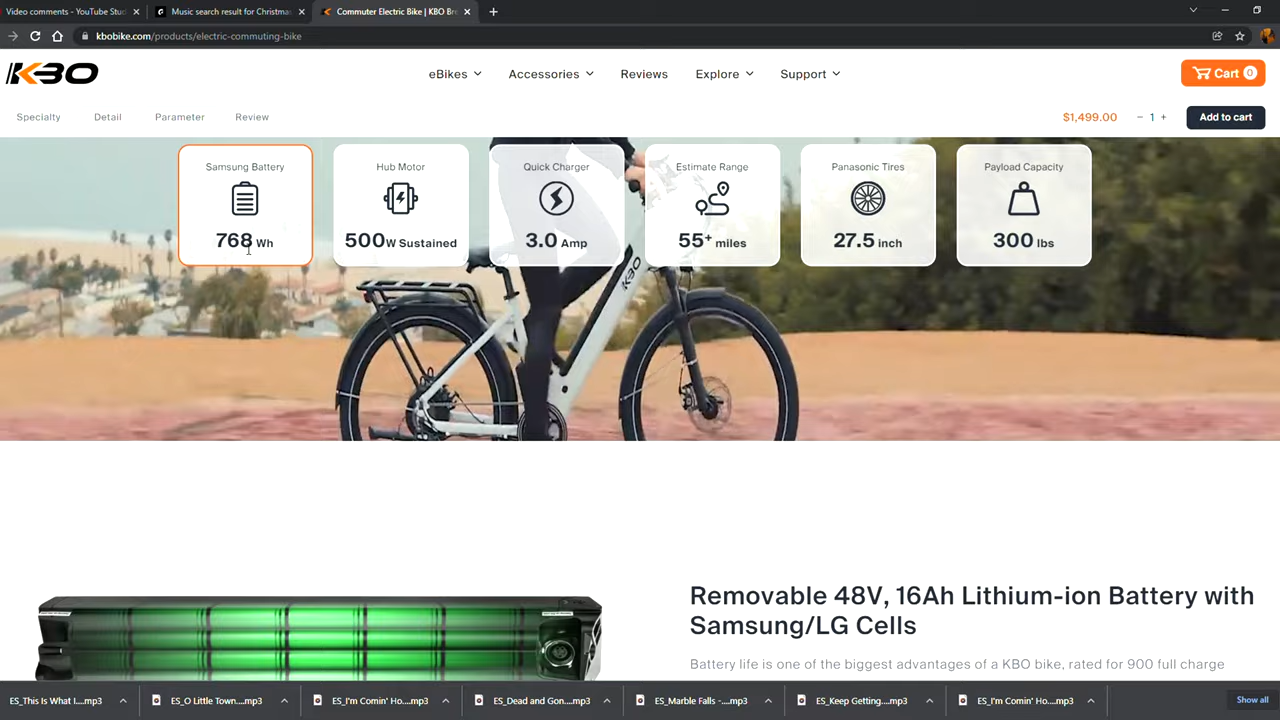 Video comments - YouTube Stud
Music search result for Christmas
Commuter Electric Bike | KBO Bre
kbobike.com/products/electric-commuting-bike
KBO
eBikes
Accessories
Reviews
Explore
Support
Cart 0
Specialty
Detail
Parameter
Review
$1,499.00
− 1 +
Add to cart
Samsung Battery
768 Wh
Hub Motor
500W Sustained
Quick Charger
3.0 Amp
Estimate Range
55+ miles
Panasonic Tires
27.5 inch
Payload Capacity
300 lbs
KBO
Removable 48V, 16Ah Lithium-ion Battery with
Samsung/LG Cells
Battery life is one of the biggest advantages of a KBO bike, rated for 900 full charge
ES_This Is What I....mp3
ES_O Little Town....mp3
ES_I'm Comin' Ho....mp3
ES_Dead and Gon....mp3
ES_Marble Falls -....mp3
ES_Keep Getting....mp3
ES_I'm Comin' Ho....mp3
Show all